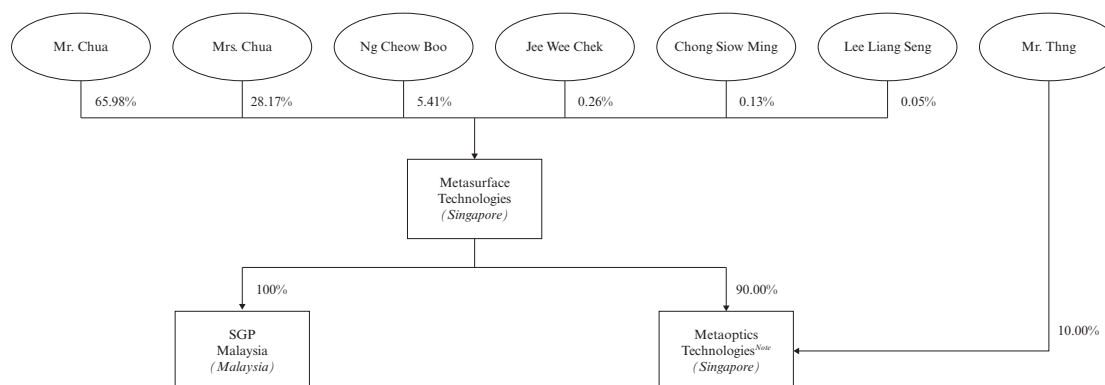 Mr. Chua
Mrs. Chua
Ng Cheow Boo
Jee Wee Chek
Chong Siow Ming
Lee Liang Seng
Mr. Thng
65.98%
28.17%
5.41%
0.26%
0.13%
0.05%
Metasurface
Technologies
(Singapore)
100%
90.00%
10.00%
SGP
Malaysia
(Malaysia)
Metaoptics
Technologies Note
(Singapore)